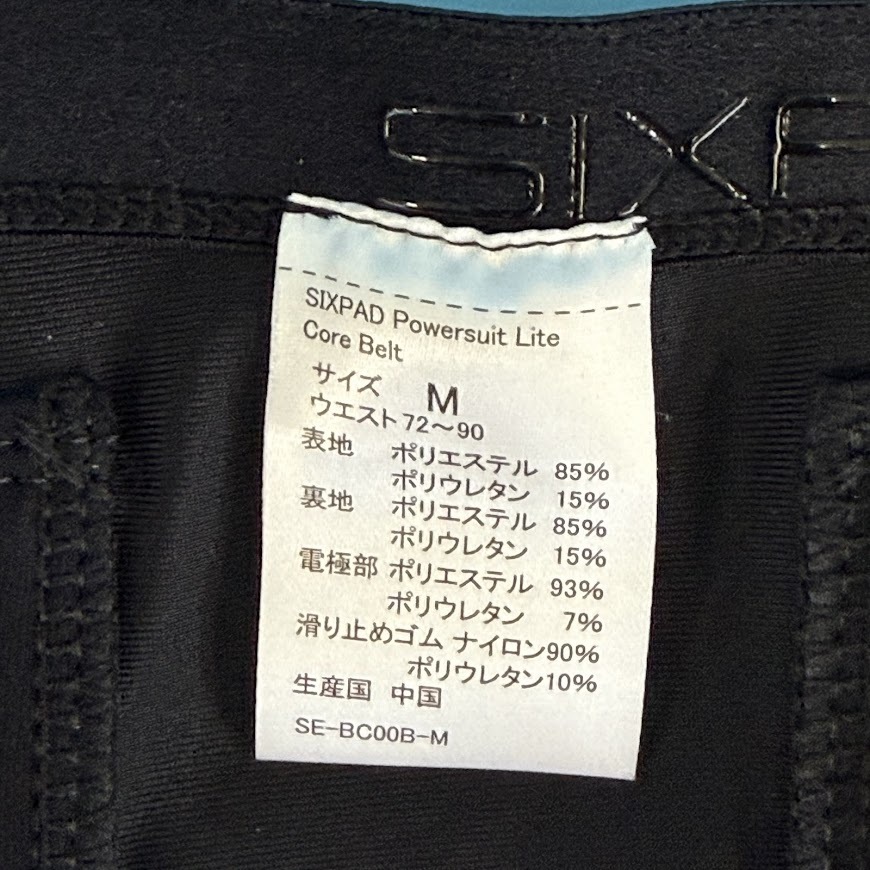 SIXPA
SIXPAD Powersuit Lite
Core Belt
サイズ M
ウエスト 72～90
表地 ポリエステル 85%
ポリウレタン 15%
裏地 ポリエステル 85%
ポリウレタン 15%
電極部 ポリエステル 93%
ポリウレタン 7%
滑り止めゴム ナイロン90%
ポリウレタン10%
生産国 中国
SE-BC00B-M